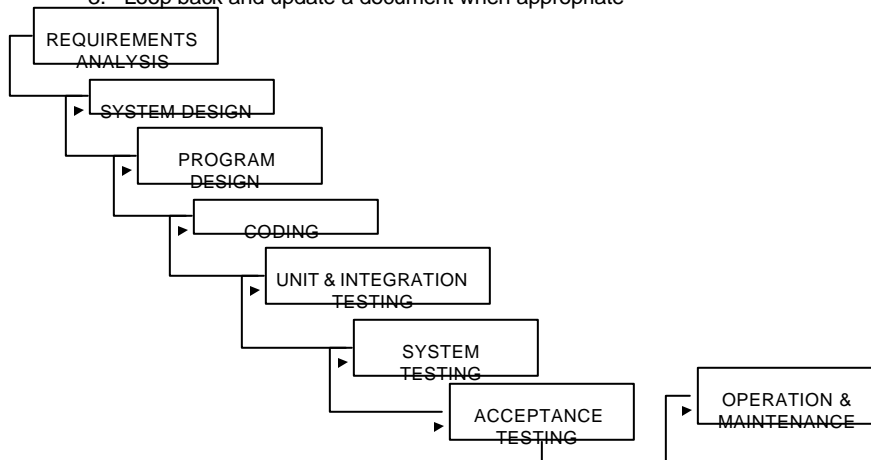 Loop back and update a document when appropriate
REQUIREMENTS
ANALYSIS
SYSTEM DESIGN
PROGRAM
DESIGN
CODING
UNIT & INTEGRATION
TESTING
SYSTEM
TESTING
ACCEPTANCE
TESTING
OPERATION &
MAINTENANCE